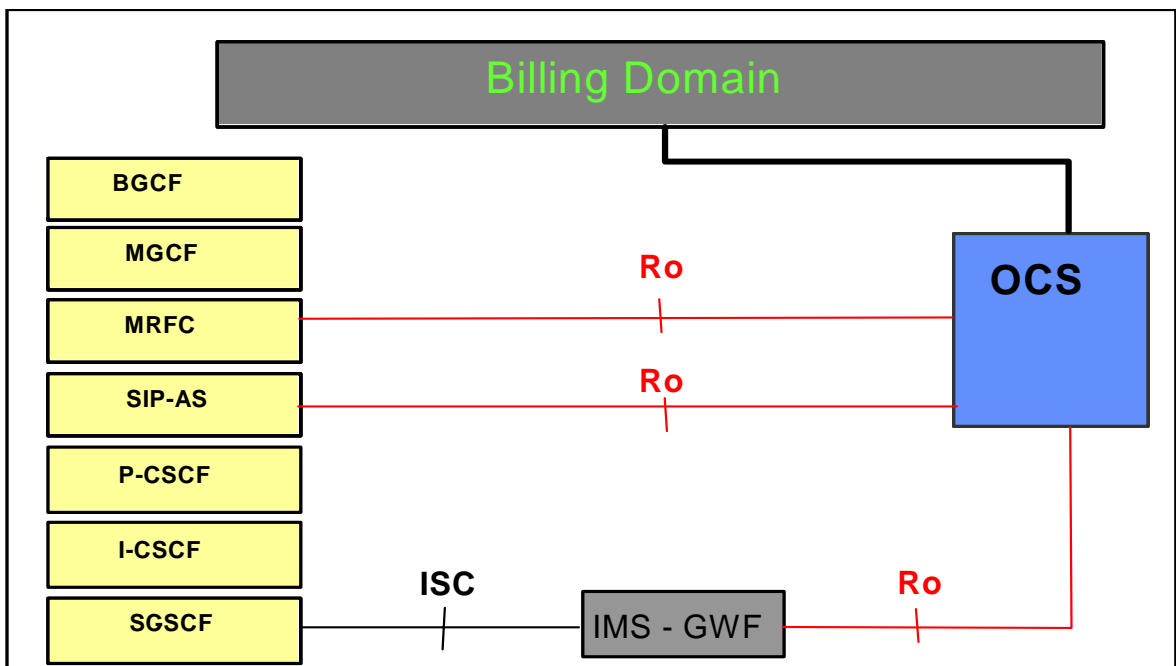 Billing Domain
BGCF
MGCF
MRFC
SIP-AS
P-CSCF
I-CSCF
SGSCF
Ro
Ro
OCS
ISC
IMS - GWF
Ro